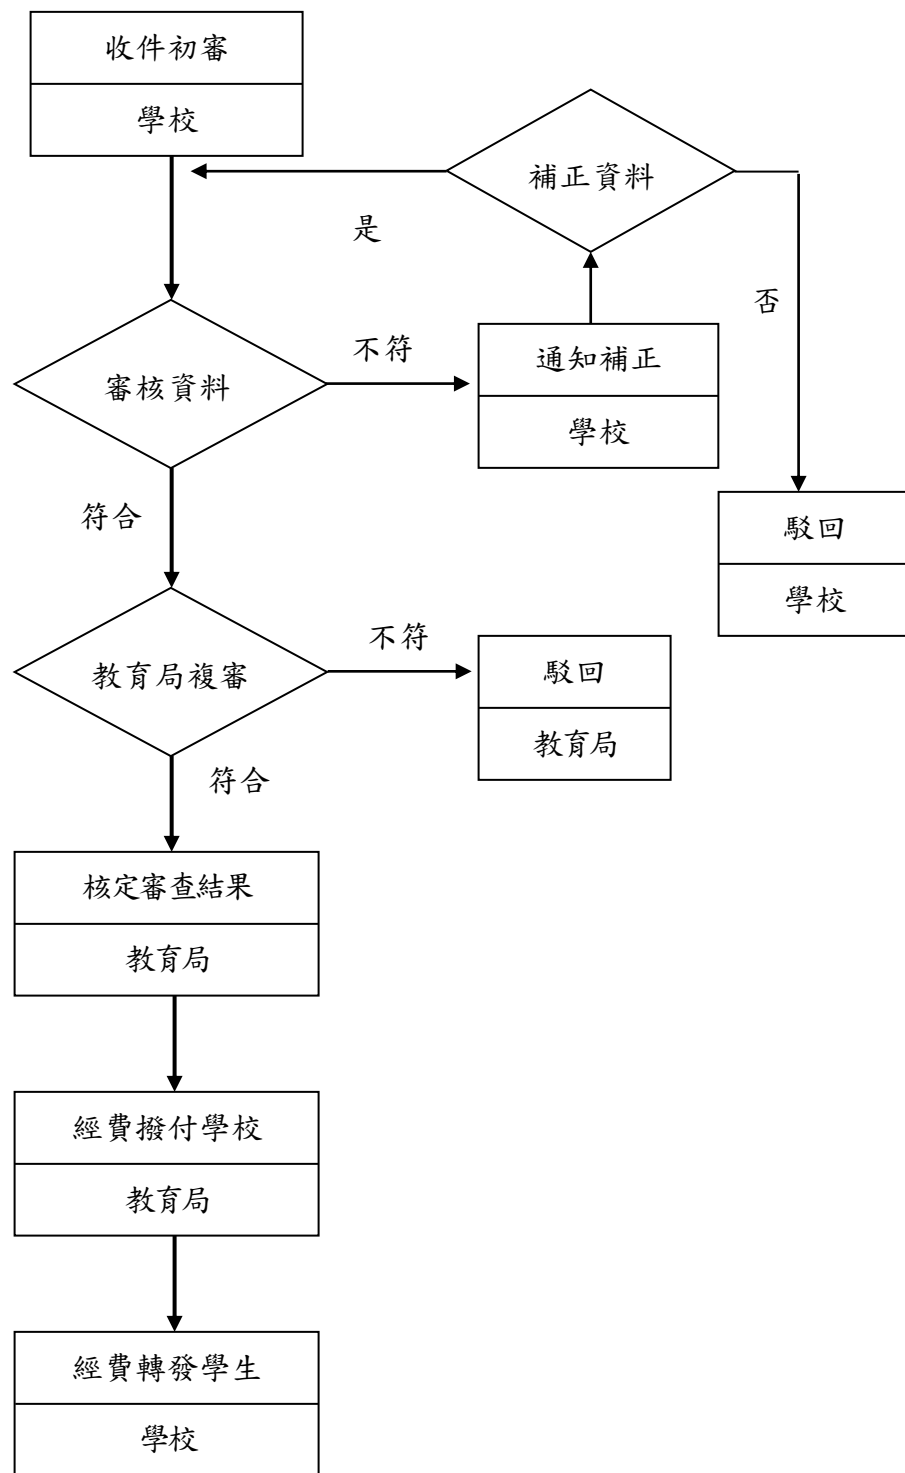 收件初審
學校
補正資料
是
否
不符
通知補正
學校
審核資料
符合
駁回
學校
不符
教育局複審
駁回
教育局
符合
核定審查結果
教育局
經費撥付學校
教育局
經費轉發學生
學校